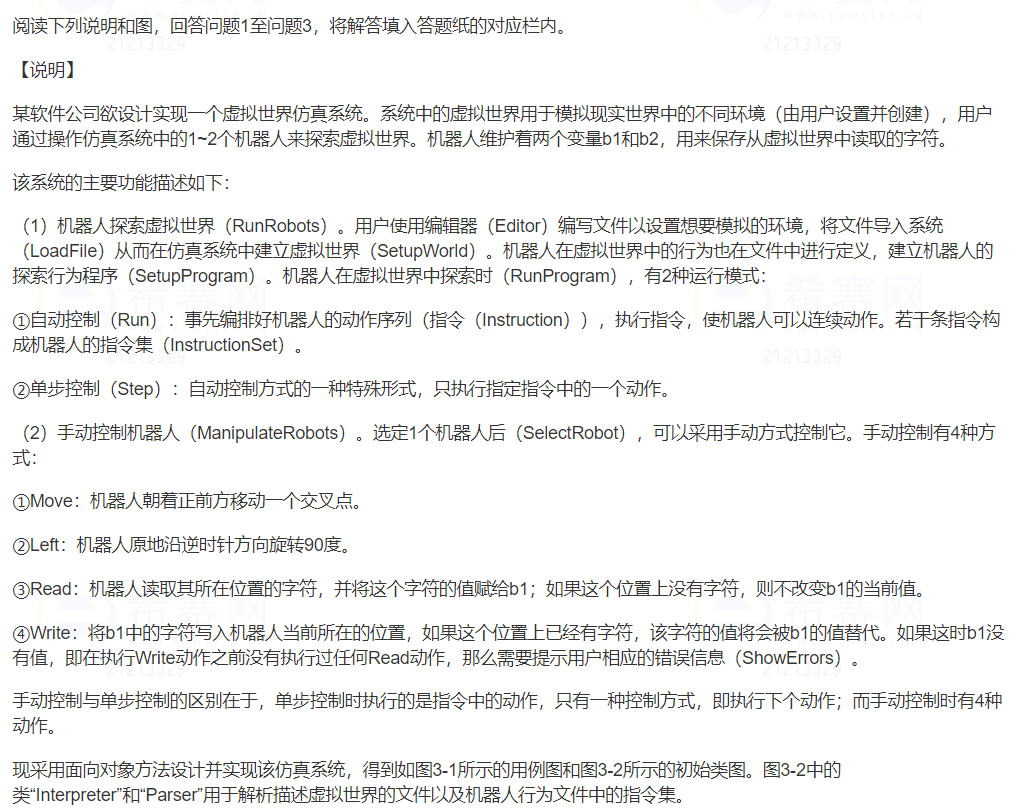 阅读下列说明和图，回答问题1至问题3，将解答填入答题纸的对应栏内。
【说明】
某软件公司欲设计实现一个虚拟世界仿真系统。系统中的虚拟世界用于模拟现实世界中的不同环境（由用户设置并创建），用户
通过操作仿真系统中的1~2个机器人来探索虚拟世界。机器人维护着两个变量b1和b2，用来保存从虚拟世界中读取的字符。
该系统的主要功能描述如下：
（1）机器人探索虚拟世界（RunRobots）。用户使用编辑器（Editor）编写文件以设置想要模拟的环境，将文件导入系统
（LoadFile）从而在仿真系统中建立虚拟世界（SetupWorld）。机器人在虚拟世界中的行为也在文件中进行定义，建立机器人的
探索行为程序（SetupProgram）。机器人在虚拟世界中探索时（RunProgram），有2种运行模式：
①自动控制（Run）：事先编排好机器人的动作序列（指令（Instruction）），执行指令，使机器人可以连续动作。若干条指令构
成机器人的指令集（InstructionSet）。
②单步控制（Step）：自动控制方式的一种特殊形式，只执行指定指令中的一个动作。
（2）手动控制机器人（ManipulateRobots）。选定1个机器人后（SelectRobot），可以采用手动方式控制它。手动控制有4种方
式：
①Move：机器人朝着正前方移动一个交叉点。
②Left：机器人原地沿逆时针方向旋转90度。
③Read：机器人读取其所在位置的字符，并将这个字符的值赋给b1；如果这个位置上没有字符，则不改变b1的当前值。
④Write：将b1中的字符写入机器人当前所在的位置，如果这个位置上已经有字符，该字符的值将会被b1的值替代。如果这时b1没
有值，即在执行Write动作之前没有执行过任何Read动作，那么需要提示用户相应的错误信息（ShowErrors）。
手动控制与单步控制的区别在于，单步控制时执行的是指令中的动作，只有一种控制方式，即执行下个动作；而手动控制时有4种
动作。
现采用面向对象方法设计并实现该仿真系统，得到如图3-1所示的用例图和图3-2所示的初始类图。图3-2中的
类“Interpreter”和“Parser”用于解析描述虚拟世界的文件以及机器人行为文件中的指令集。
希赛网
WWW.EDUCITY.CN
21213329